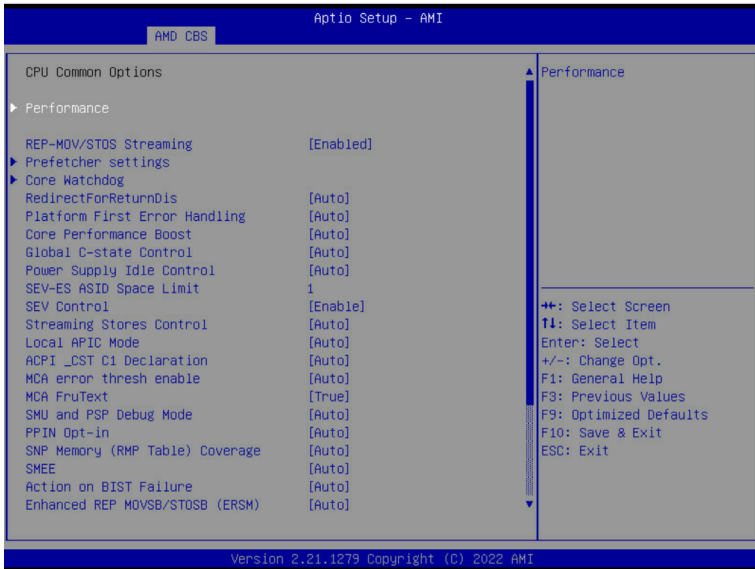 Aptio Setup - AMI
AMD CBS
CPU Common Options
Performance
REP-MOV/STOS Streaming [Enabled]
Prefetcher settings
Core Watchdog
RedirectForReturnDis [Auto]
Platform First Error Handling [Auto]
Core Performance Boost [Auto]
Global C-state Control [Auto]
Power Supply Idle Control [Auto]
SEV-ES ASID Space Limit 1
SEV Control [Enable]
Streaming Stores Control [Auto]
Local APIC Mode [Auto]
ACPI _CST C1 Declaration [Auto]
MCA error thresh enable [Auto]
MCA FruText [True]
SMU and PSP Debug Mode [Auto]
PPIN Opt-in [Auto]
SNP Memory (RMP Table) Coverage [Auto]
SMEE [Auto]
Action on BIST Failure [Auto]
Enhanced REP MOVSB/STOSB (ERSM) [Auto]
Performance
→←: Select Screen
↑↓: Select Item
Enter: Select
+/-: Change Opt.
F1: General Help
F3: Previous Values
F9: Optimized Defaults
F10: Save & Exit
ESC: Exit
Version 2.21.1279 Copyright (C) 2022 AMI